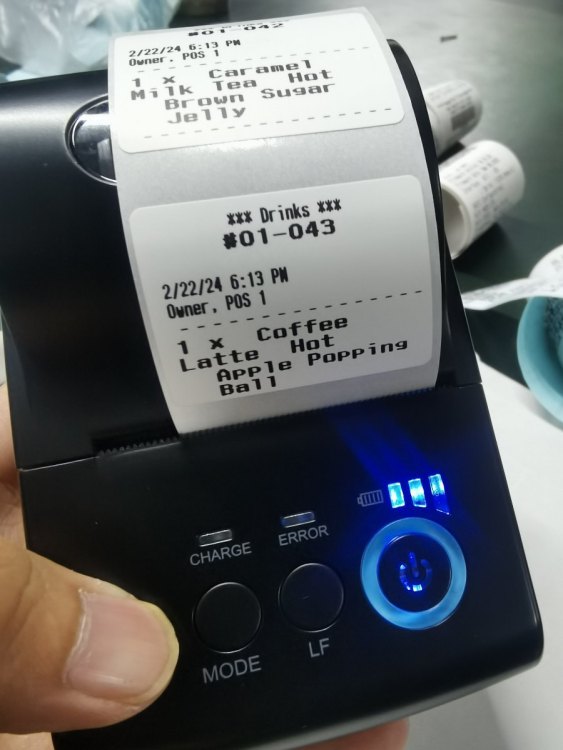 #01-042
2/22/24 6:13 PM
Owner, POS 1
1 x Caramel
Milk Tea Hot
Brown Sugar
Jelly
*** Drinks ***
#01-043
2/22/24 6:13 PM
Owner, POS 1
1 x Coffee
Latte Hot
Apple Popping
Ball
CHARGE
ERROR
MODE
LF